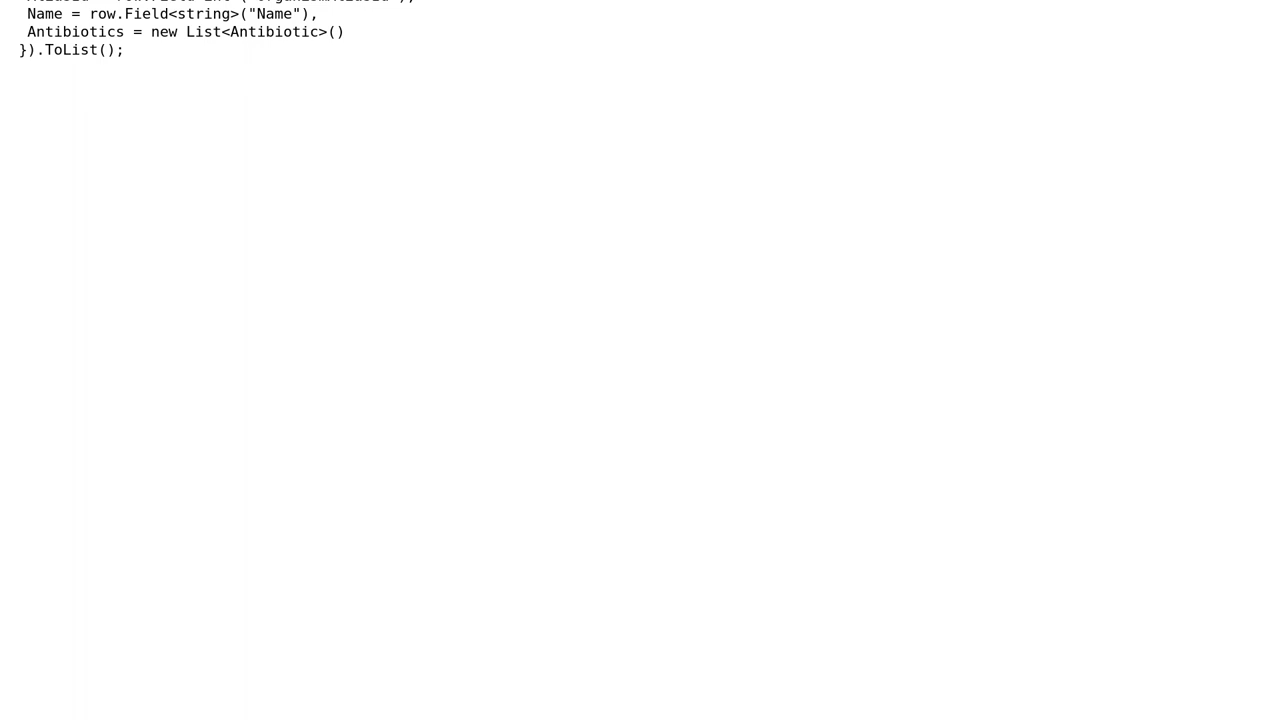 Name = row.Field<string>("Name"),
Antibiotics = new List<Antibiotic>()
}).ToList();